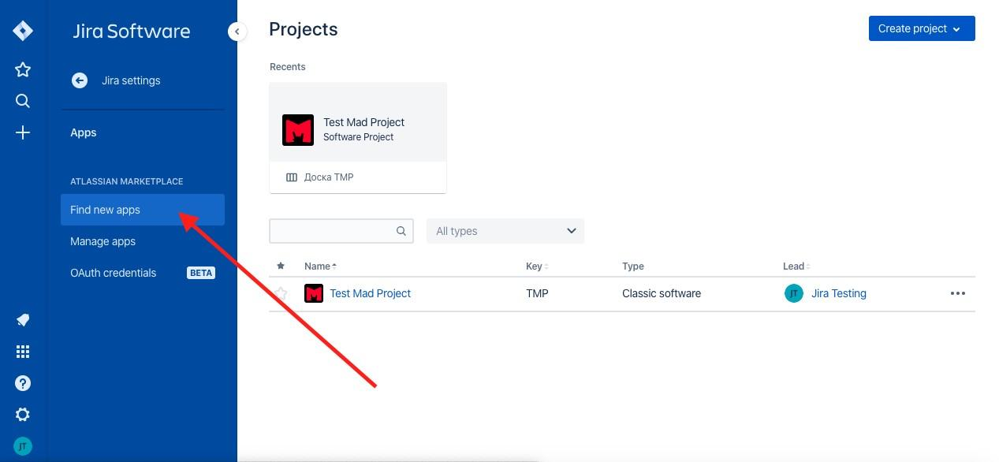 Jira Software
Jira settings
Apps
ATLASSIAN MARKETPLACE
Find new apps
Manage apps
OAuth credentials BETA
JT
Projects
Create project
Recents
Test Mad Project
Software Project
Доска TMP
All types
Name Key Type Lead
Test Mad Project TMP Classic software JT Jira Testing